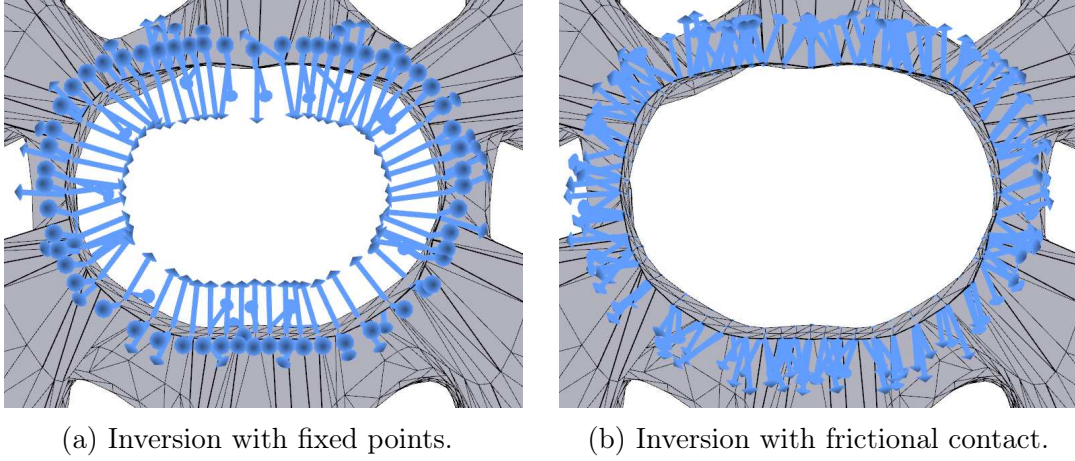 (a) Inversion with fixed points.
(b) Inversion with frictional contact.